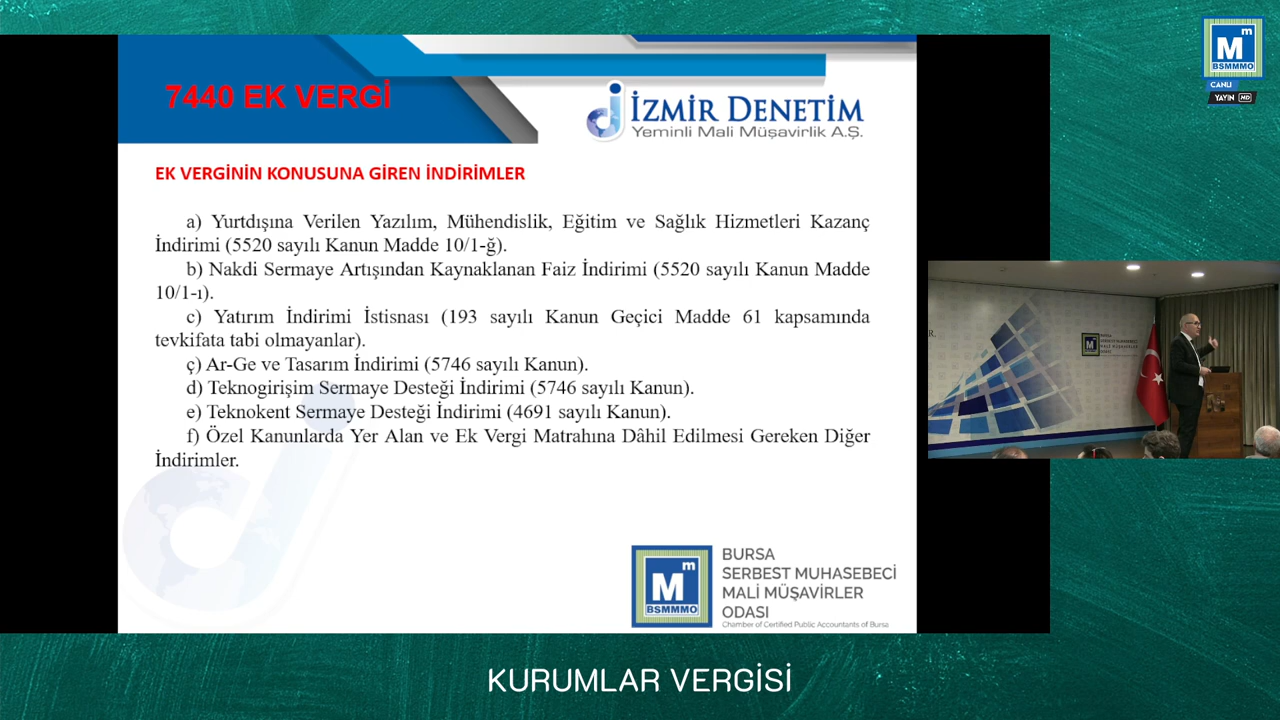 7440 EK VERGİ
İZMİR DENETİM
Yeminli Mali Müşavirlik A.Ş.
EK VERGİNİN KONUSUNA GİREN İNDİRİMLER
a) Yurtdışına Verilen Yazılım, Mühendislik, Eğitim ve Sağlık Hizmetleri Kazanç
İndirimi (5520 sayılı Kanun Madde 10/1-ğ).
b) Nakdi Sermaye Artışından Kaynaklanan Faiz İndirimi (5520 sayılı Kanun Madde
10/1-ı).
c) Yatırım İndirimi İstisnası (193 sayılı Kanun Geçici Madde 61 kapsamında
tevkifata tabi olmayanlar).
ç) Ar-Ge ve Tasarım İndirimi (5746 sayılı Kanun).
d) Teknogirişim Sermaye Desteği İndirimi (5746 sayılı Kanun).
e) Teknokent Sermaye Desteği İndirimi (4691 sayılı Kanun).
f) Özel Kanunlarda Yer Alan ve Ek Vergi Matrahına Dâhil Edilmesi Gereken Diğer
İndirimler.
Mm
BSMMMO
BURSA
SERBEST MUHASEBECİ
MALİ MÜŞAVİRLER
ODASI
Chamber of Certified Public Accountants of Bursa
Mm
BSMMMO
CANLI
YAYIN HD
KURUMLAR VERGİSİ